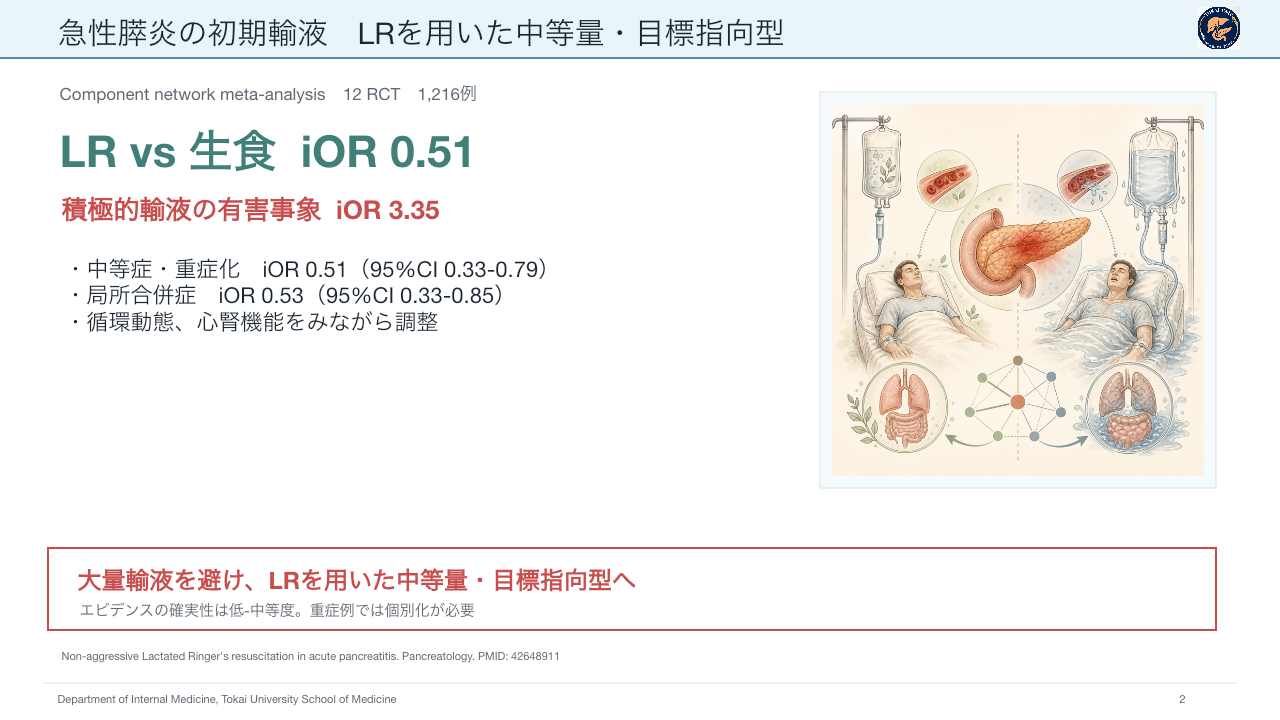 急性膵炎の初期輸液　LRを用いた中等量・目標指向型
Component network meta-analysis　12 RCT　1,216例
LR vs 生食 iOR 0.51
積極的輸液の有害事象 iOR 3.35
・中等症・重症化　iOR 0.51（95%CI 0.33-0.79）
・局所合併症　iOR 0.53（95%CI 0.33-0.85）
・循環動態、心腎機能をみながら調整
大量輸液を避け、LRを用いた中等量・目標指向型へ
エビデンスの確実性は低-中等度。重症例では個別化が必要
Non-aggressive Lactated Ringer's resuscitation in acute pancreatitis. Pancreatology. PMID: 42648911
Department of Internal Medicine, Tokai University School of Medicine
2